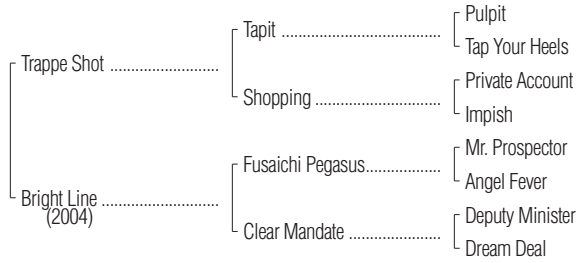 Pulpit
Tapit ................................................
Tap Your Heels
Trappe Shot .................................
Private Account
Shopping ......................................
Impish
Mr. Prospector
Fusaichi Pegasus......................
Angel Fever
Bright Line ...................................
(2004)
Deputy Minister
Clear Mandate ............................
Dream Deal